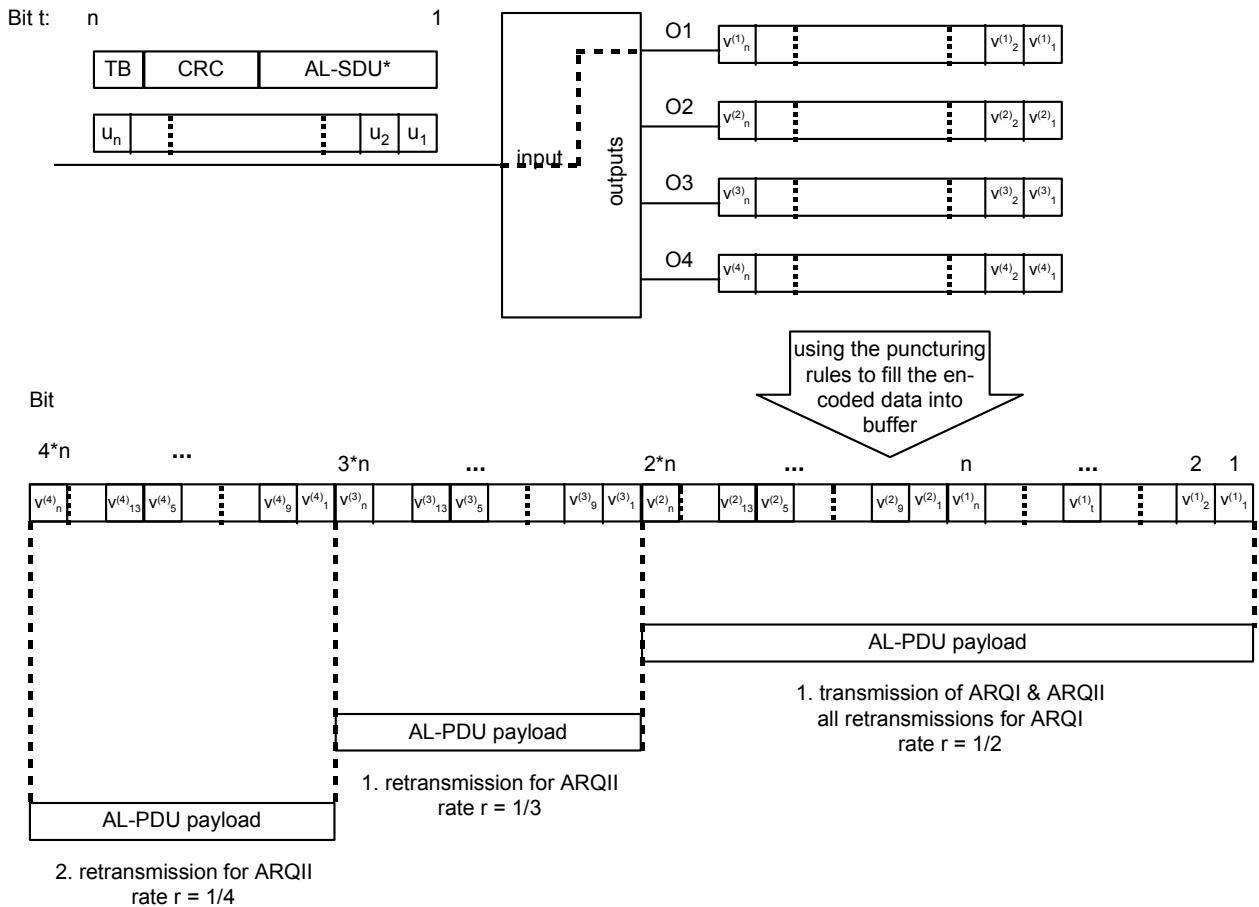 Bit t: n 1
TB CRC AL-SDU*
uₙ u₂ u₁
input
outputs
O1 v⁽¹⁾ₙ v⁽¹⁾₂ v⁽¹⁾₁
O2 v⁽²⁾ₙ v⁽²⁾₂ v⁽²⁾₁
O3 v⁽³⁾ₙ v⁽³⁾₂ v⁽³⁾₁
O4 v⁽⁴⁾ₙ v⁽⁴⁾₂ v⁽⁴⁾₁
using the puncturing
rules to fill the en-
coded data into
buffer
Bit
4*n ... 3*n ... 2*n ... n ... 2 1
v⁽⁴⁾ₙ v⁽⁴⁾₁₃ v⁽⁴⁾₅ v⁽⁴⁾₉ v⁽⁴⁾₁ v⁽³⁾ₙ v⁽³⁾₁₃ v⁽³⁾₅ v⁽³⁾₉ v⁽³⁾₁ v⁽²⁾ₙ v⁽²⁾₁₃ v⁽²⁾₅ v⁽²⁾₉ v⁽²⁾₁ v⁽¹⁾ₙ v⁽¹⁾ₜ v⁽¹⁾₂ v⁽¹⁾₁
AL-PDU payload
1. transmission of ARQI & ARQII
all retransmissions for ARQI
rate r = 1/2
AL-PDU payload
1. retransmission for ARQII
rate r = 1/3
AL-PDU payload
2. retransmission for ARQII
rate r = 1/4